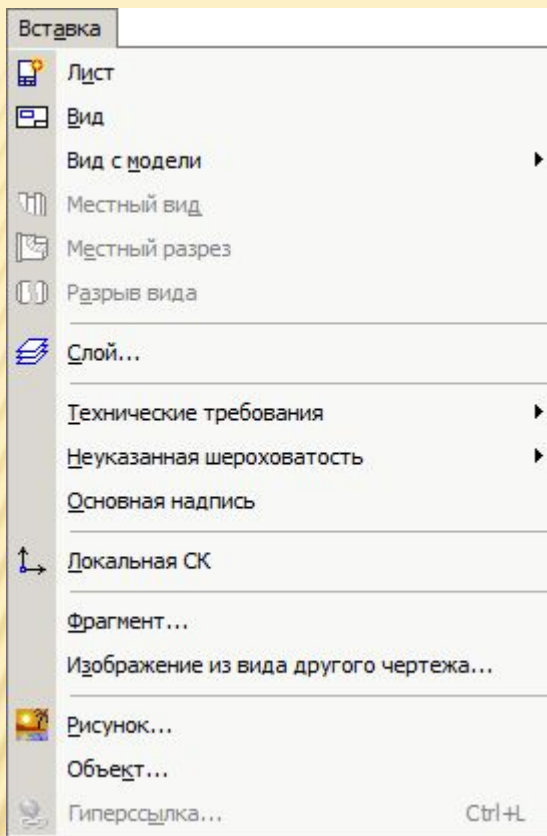 Вставка
Лист
Вид
Вид с модели
Местный вид
Местный разрез
Разрыв вида
Слой...
Технические требования
Неуказанная шероховатость
Основная надпись
Локальная СК
Фрагмент...
Изображение из вида другого чертежа...
Рисунок...
Объект...
Гиперссылка... Ctrl+L